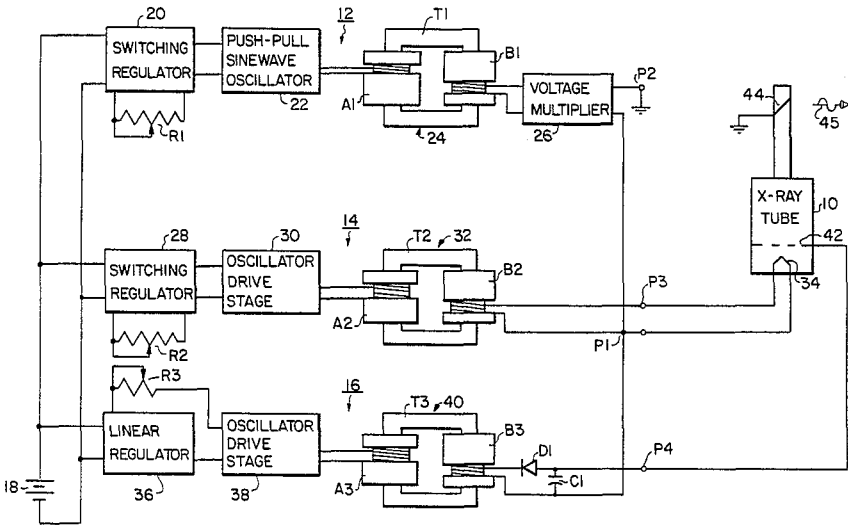 20
SWITCHING
REGULATOR
R1
PUSH-PULL
SINEWAVE
OSCILLATOR
22
12
T1
A1
B1
24
VOLTAGE
MULTIPLIER
26
P2
44
45
X-RAY
TUBE
10
42
34
28
SWITCHING
REGULATOR
R2
30
OSCILLATOR
DRIVE
STAGE
14
T2
32
A2
B2
P3
P1
R3
LINEAR
REGULATOR
36
OSCILLATOR
DRIVE
STAGE
38
16
T3
40
A3
B3
D1
C1
P4
18